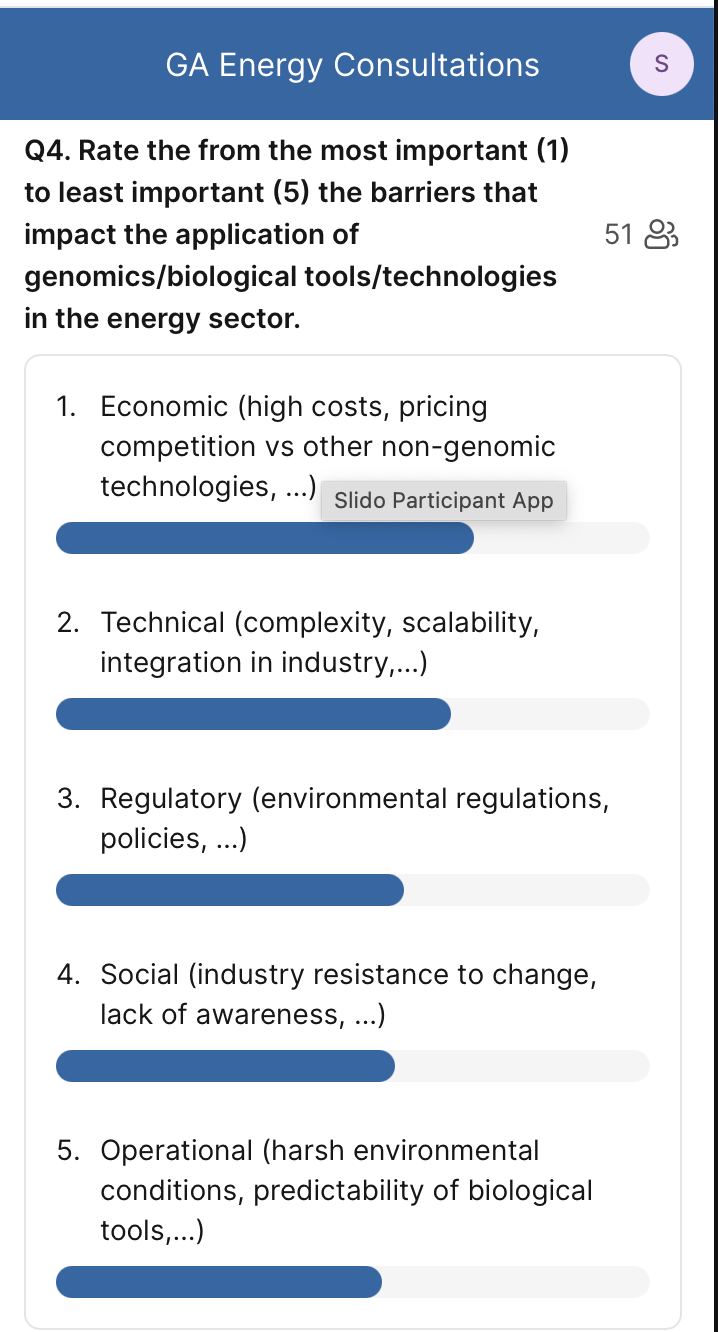 GA Energy Consultations
S
Q4. Rate the from the most important (1)
to least important (5) the barriers that
impact the application of
genomics/biological tools/technologies
in the energy sector.
51
1. Economic (high costs, pricing
competition vs other non-genomic
technologies, ...)
Slido Participant App
2. Technical (complexity, scalability,
integration in industry,...)
3. Regulatory (environmental regulations,
policies, ...)
4. Social (industry resistance to change,
lack of awareness, ...)
5. Operational (harsh environmental
conditions, predictability of biological
tools,...)